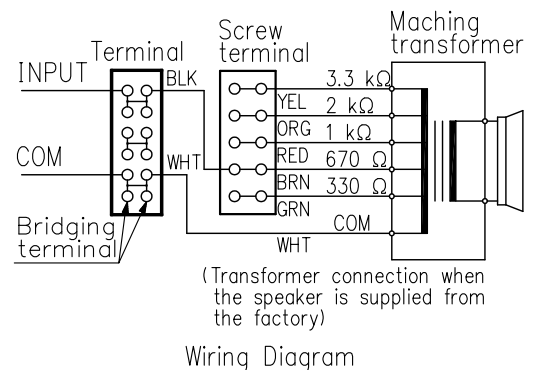 Maching
transformer
Screw
terminal
Terminal
INPUT
BLK
3.3 kΩ
YEL
2 kΩ
ORG
1 kΩ
COM
WHT
RED
670 Ω
BRN
330 Ω
GRN
COM
WHT
Bridging
terminal
(Transformer connection when
the speaker is supplied from
the factory)
Wiring Diagram